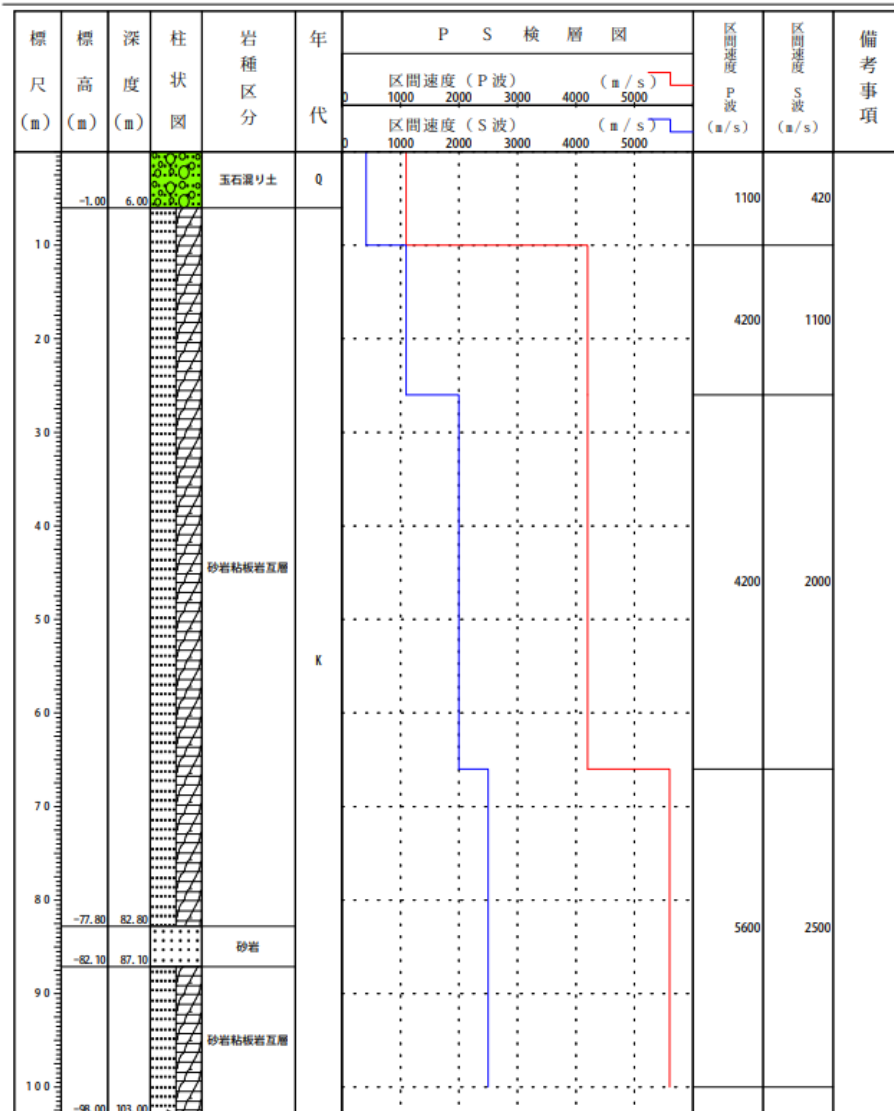 標尺(m)
標高(m)
深度(m)
柱状図
岩種区分
年代
PS検層図
区間速度(P波) (m/s)
0 1000 2000 3000 4000 5000
区間速度(S波) (m/s)
0 1000 2000 3000 4000 5000
区間速度 P波 (m/s)
区間速度 S波 (m/s)
備考事項
玉石混り土 Q
-1.00 6.00
1100 420
10
4200 1100
20
30
40
砂岩粘板岩互層
4200 2000
50
K
60
70
80
-77.80 82.80
5600 2500
砂岩
-82.10 87.10
90
砂岩粘板岩互層
100
-98.00 103.00